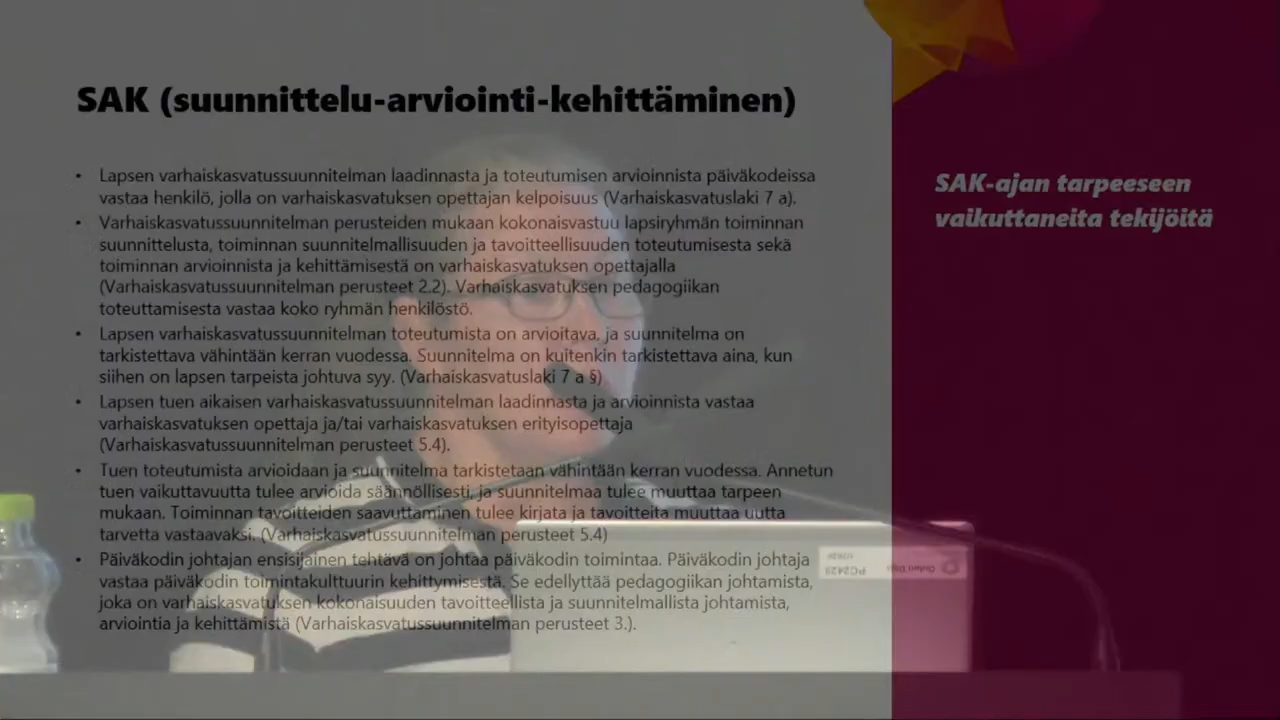 SAK (suunnittelu-arviointi-kehittäminen)
• Lapsen varhaiskasvatussuunnitelman laadinnasta ja toteutumisen arvioinnista päiväkodeissa
vastaa henkilö, jolla on varhaiskasvatuksen opettajan kelpoisuus (Varhaiskasvatuslaki 7 a).
• Varhaiskasvatussuunnitelman perusteiden mukaan kokonaisvastuu lapsiryhmän toiminnan
suunnittelusta, toiminnan suunnitelmallisuuden ja tavoitteellisuuden toteutumisesta sekä
toiminnan arvioinnista ja kehittämisestä on varhaiskasvatuksen opettajalla
(Varhaiskasvatussuunnitelman perusteet 2.2). Varhaiskasvatuksen pedagogiikan
toteuttamisesta vastaa koko ryhmän henkilöstö.
• Lapsen varhaiskasvatussuunnitelman toteutumista on arvioitava, ja suunnitelma on
tarkistettava vähintään kerran vuodessa. Suunnitelma on kuitenkin tarkistettava aina, kun
siihen on lapsen tarpeista johtuva syy. (Varhaiskasvatuslaki 7 a §)
• Lapsen tuen aikaisen varhaiskasvatussuunnitelman laadinnasta ja arvioinnista vastaa
varhaiskasvatuksen opettaja ja/tai varhaiskasvatuksen erityisopettaja
(Varhaiskasvatussuunnitelman perusteet 5.4).
• Tuen toteutumista arvioidaan ja suunnitelma tarkistetaan vähintään kerran vuodessa. Annetun
tuen vaikuttavuutta tulee arvioida säännöllisesti, ja suunnitelmaa tulee muuttaa tarpeen
mukaan. Toiminnan tavoitteiden saavuttaminen tulee kirjata ja tavoitteita muuttaa uutta
tarvetta vastaavaksi. (Varhaiskasvatussuunnitelman perusteet 5.4)
• Päiväkodin johtajan ensisijainen tehtävä on johtaa päiväkodin toimintaa. Päiväkodin johtaja
vastaa päiväkodin toimintakulttuurin kehittymisestä. Se edellyttää pedagogiikan johtamista,
joka on varhaiskasvatuksen kokonaisuuden tavoitteellista ja suunnitelmallista johtamista,
arviointia ja kehittämistä (Varhaiskasvatussuunnitelman perusteet 3.).
SAK-ajan tarpeeseen
vaikuttaneita tekijöitä
PC2423